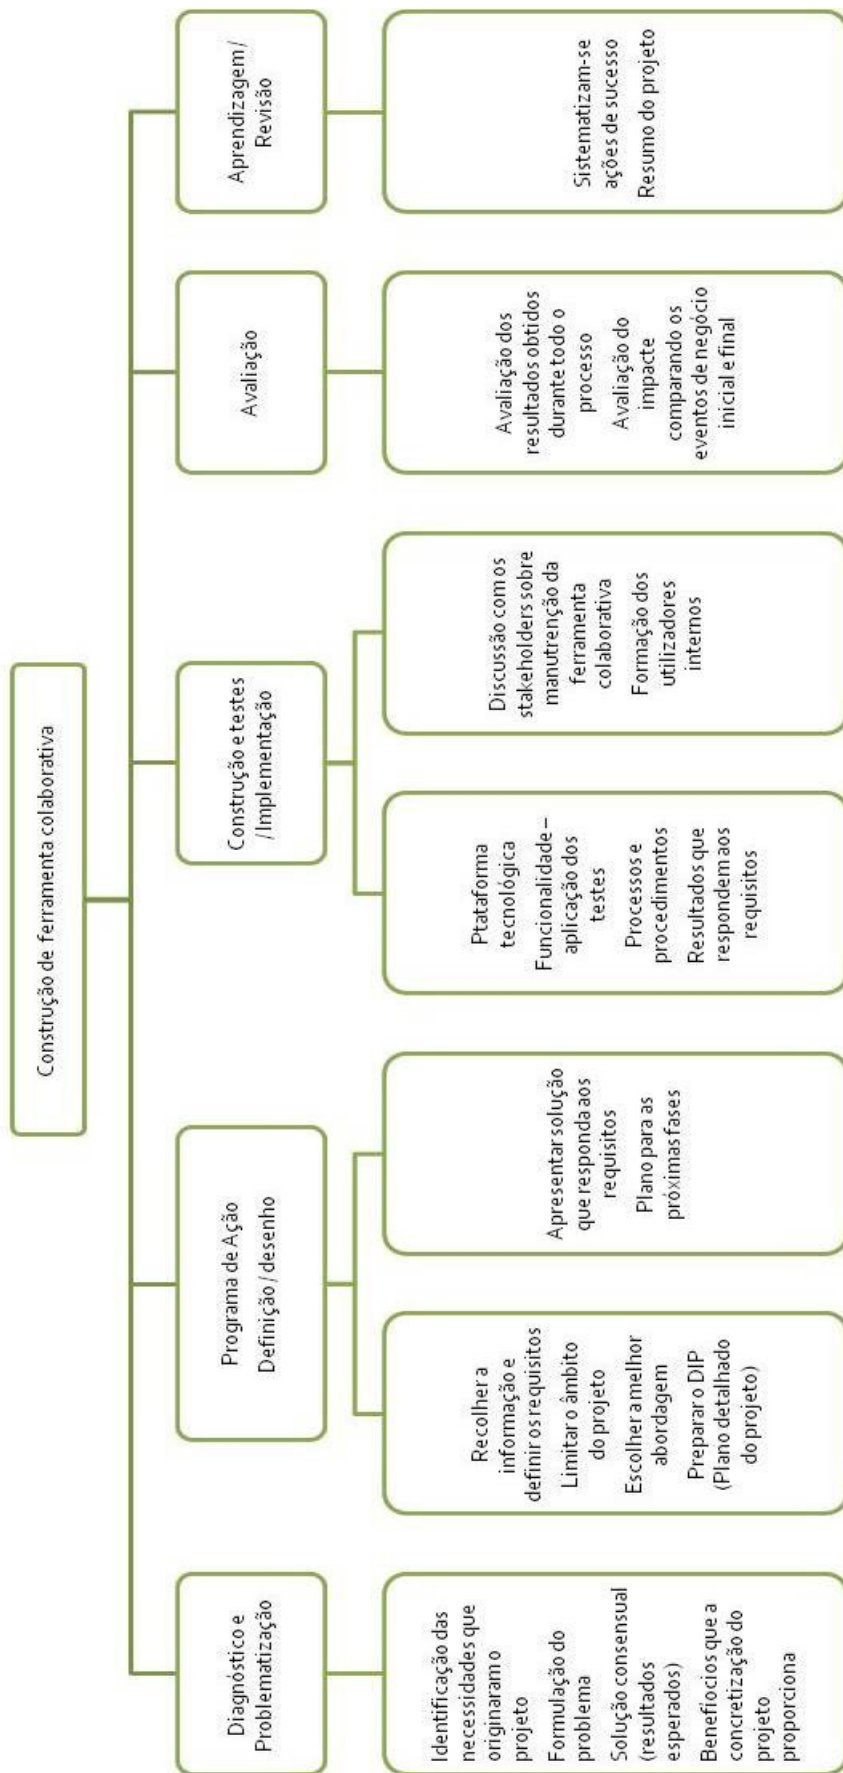 Construção de ferramenta colaborativa
Diagnóstico e
Problematização
Identificação das
necessidades que
originaram o
projeto
Formulação do
problema
Solução consensual
(resultados
esperados)
Benefíocios que a
concretização do
projeto
proporciona
Programa de Ação
Definição / desenho
Recolher a
informação e
definir os requisitos
Limitar o âmbito
do projeto
Escolher a melhor
abordagem
Preparar o DIP
(Plano detalhado
do projeto)
Apresentar solução
que responda aos
requisitos
Plano para as
próximas fases
Construção e testes
/ Implementação
Ptataforma
tecnológica
Funcionalidade –
aplicação dos
testes
Processos e
procedimentos
Resultados que
respondem aos
requisitos
Discussão com os
stakeholders sobre
manutrenção da
ferramenta
colaborativa
Formação dos
utilizadores
internos
Avaliação
Avaliação dos
resultados obtidos
durante todo o
processo
Avaliação do
impacte
comparando os
eventos de negócio
inicial e final
Aprendizagem /
Revisão
Sistematizam-se
ações de sucesso
Resumo do projeto